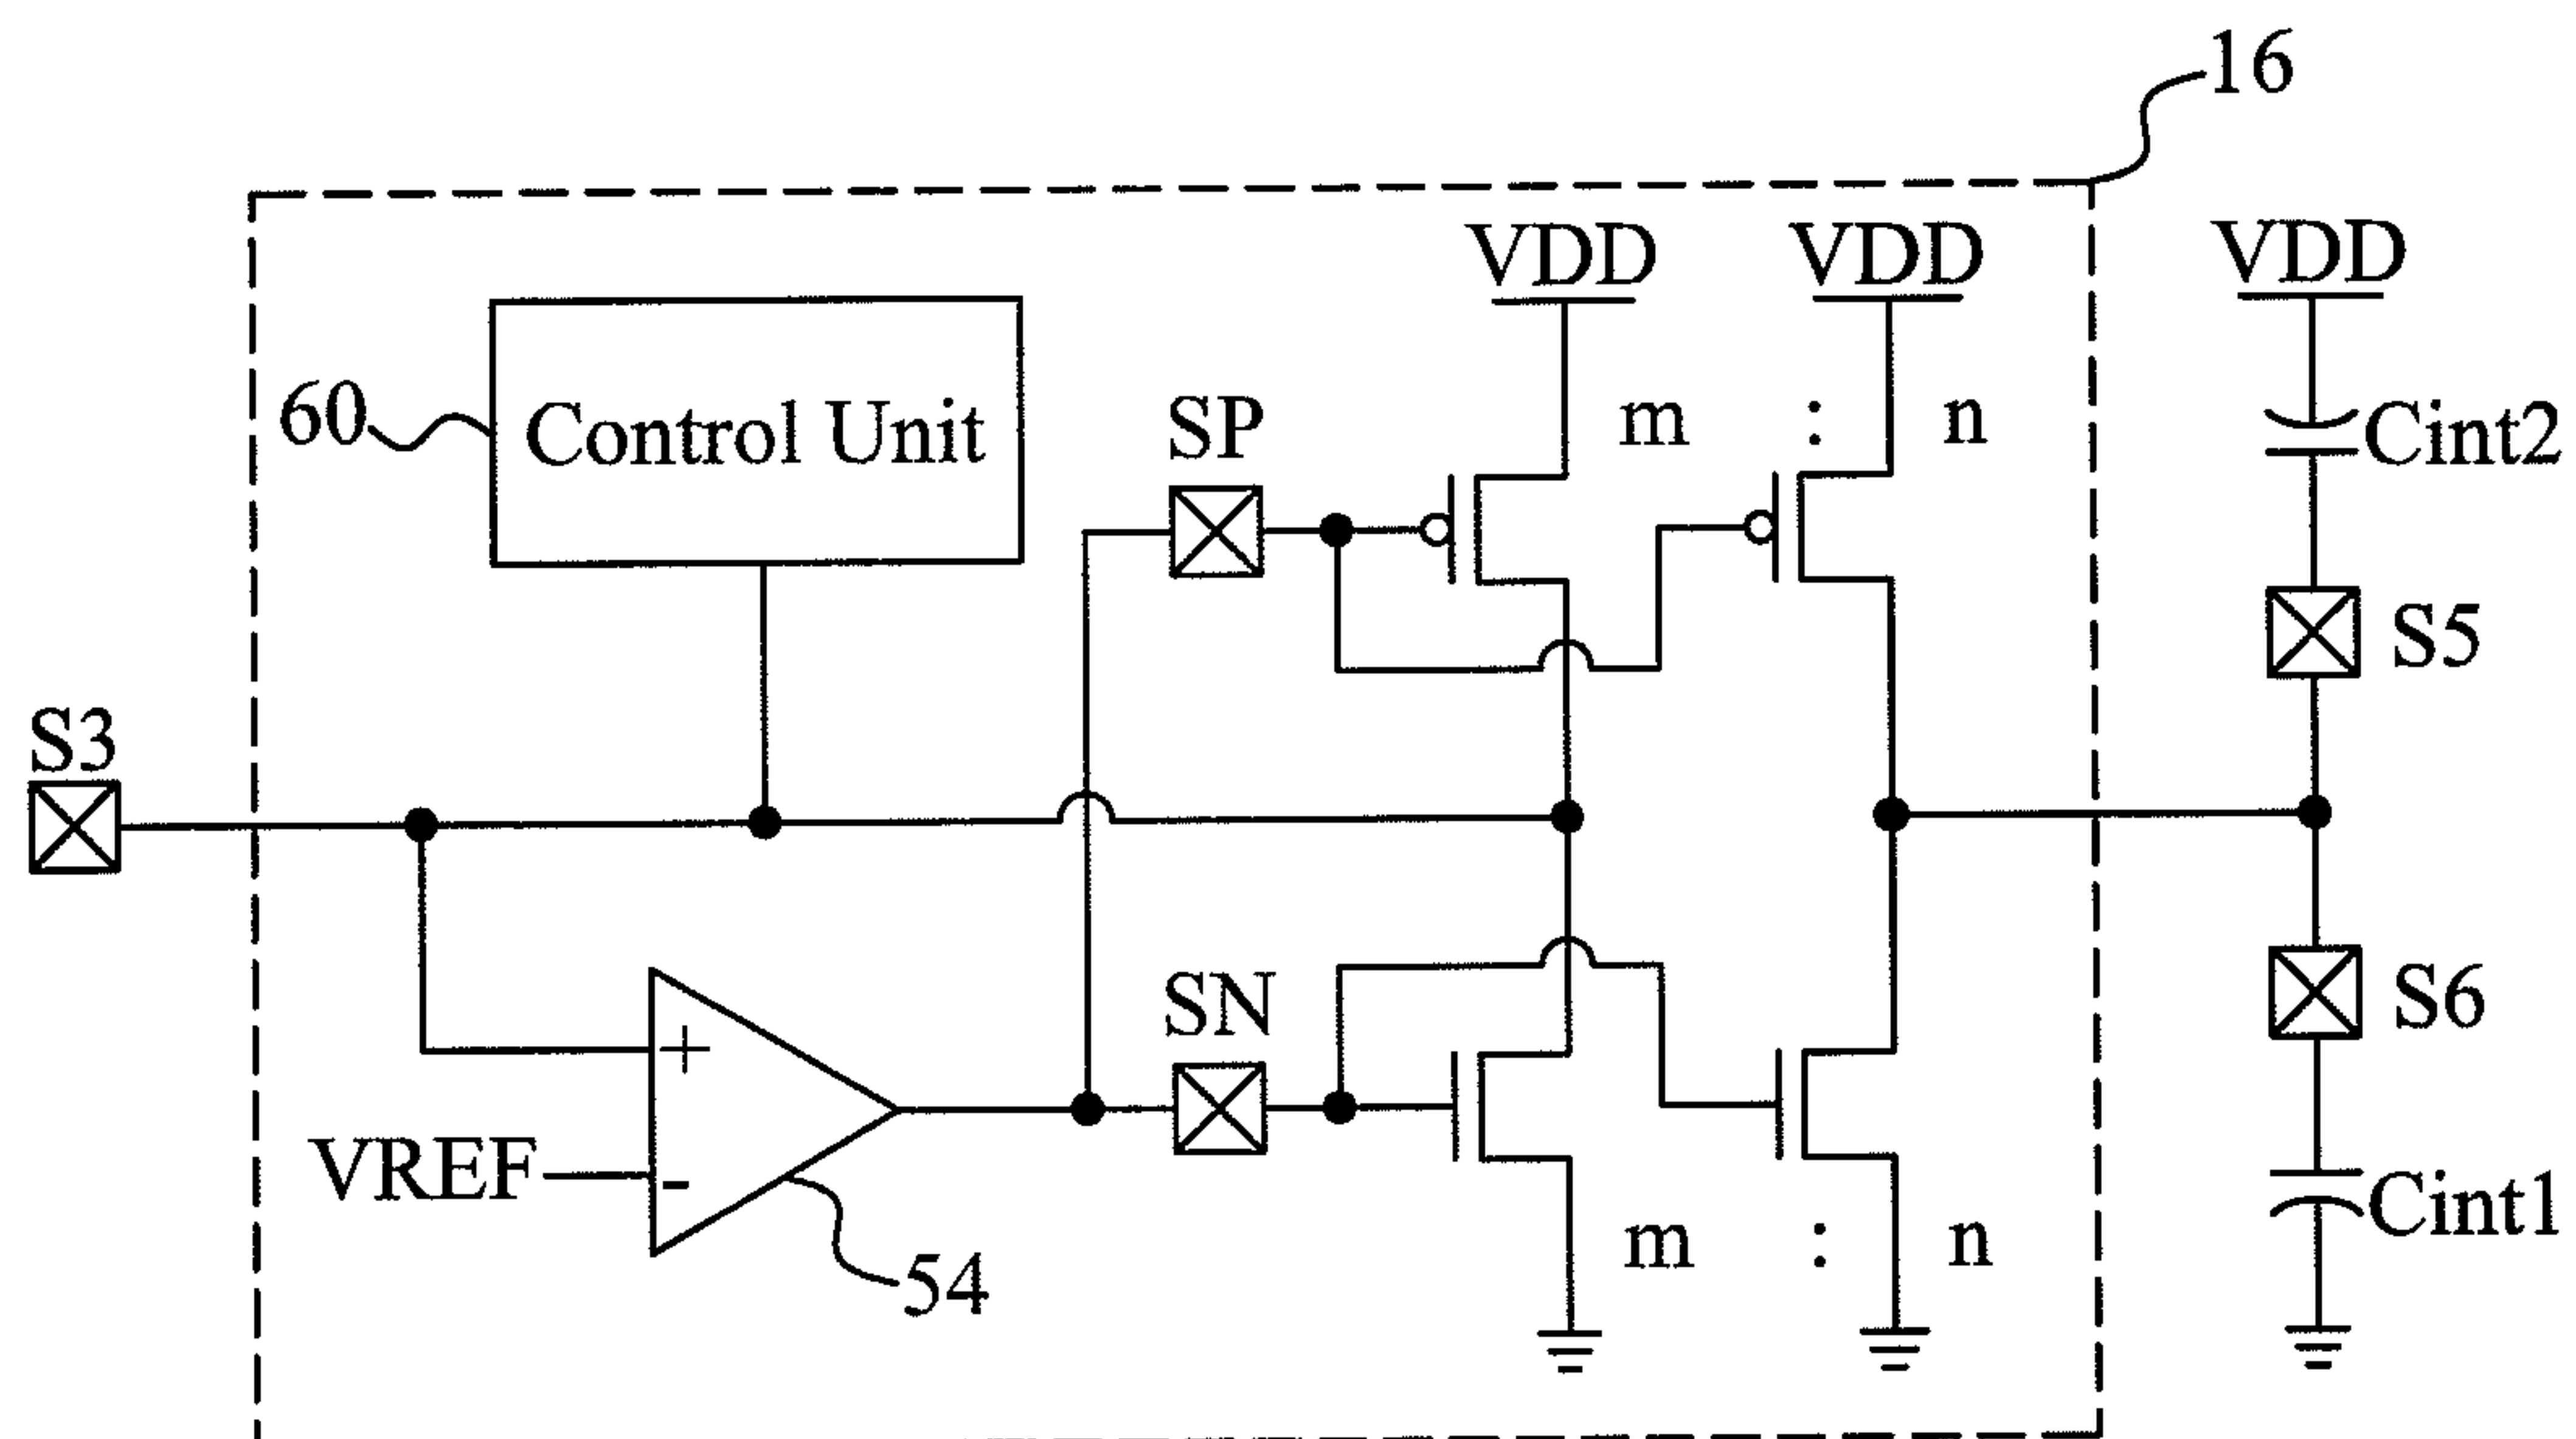 16
VDD
VDD
VDD
60
Control Unit
SP
m : n
Cint2
S5
S3
SN
S6
+
VREF
-
54
m : n
Cint1